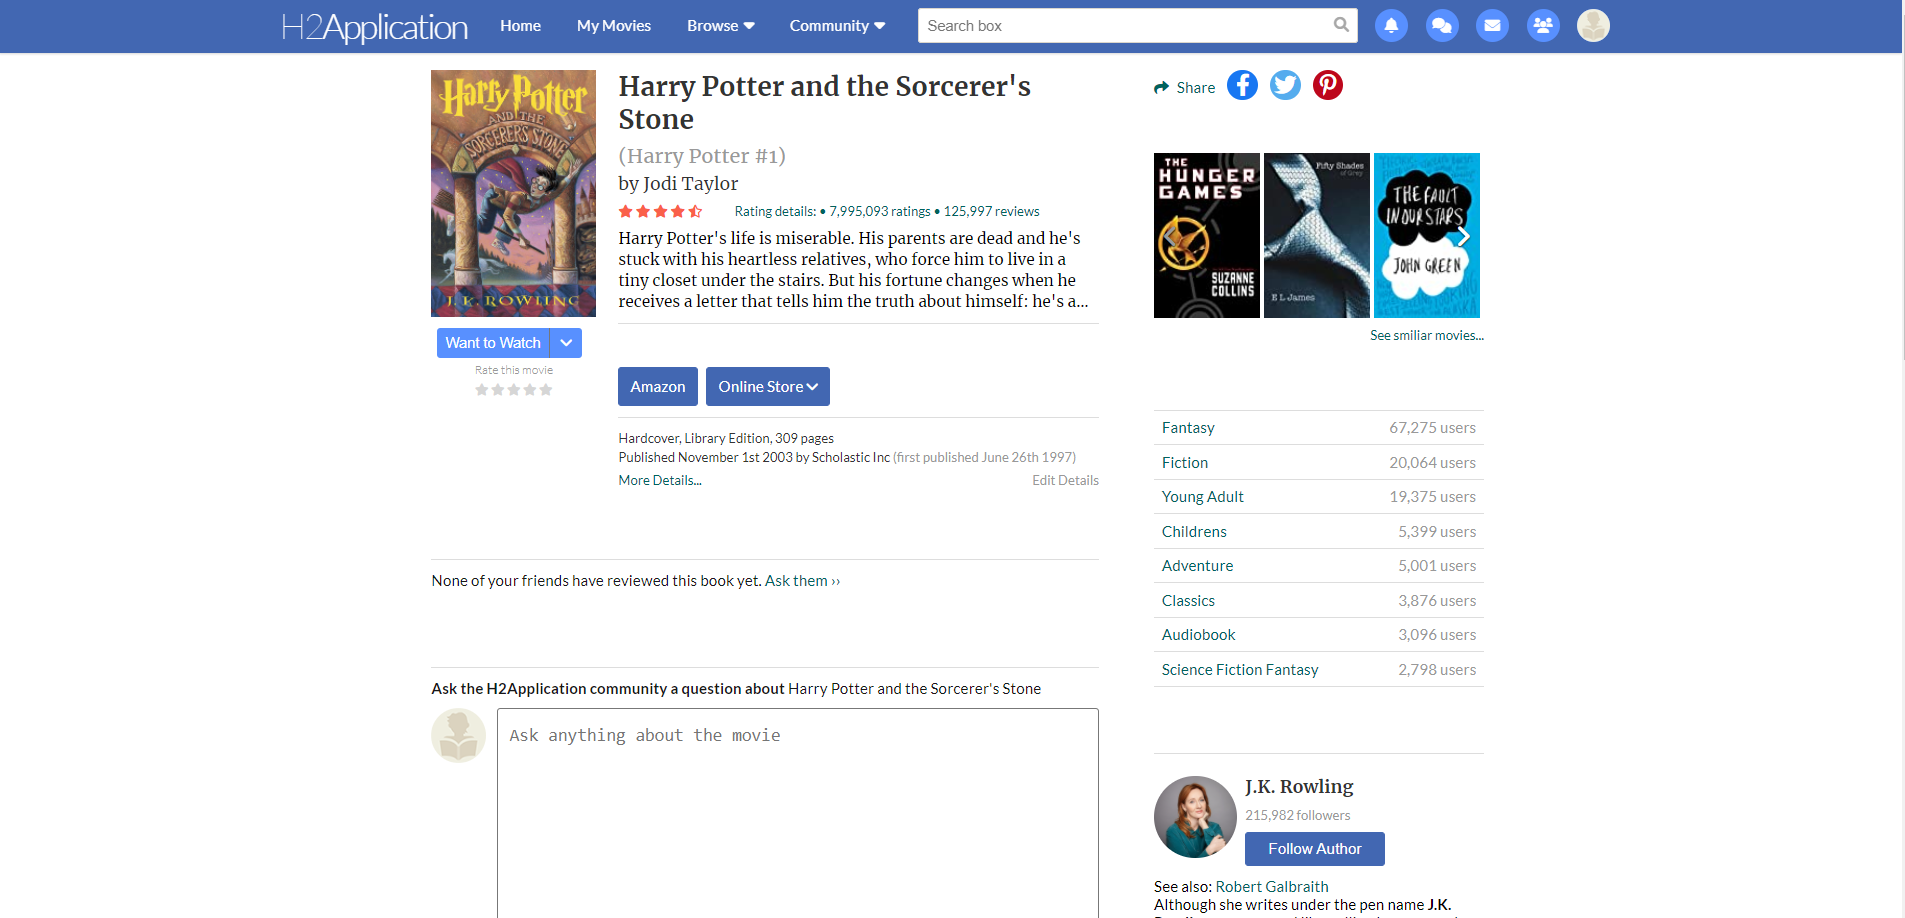 H2Application
Home
My Movies
Browse
Community
Search box
Harry Potter
AND THE
SORCERER'S STONE
J. K. ROWLING
Want to Watch
Rate this movie
Harry Potter and the Sorcerer's
Stone
(Harry Potter #1)
by Jodi Taylor
Rating details: • 7,995,093 ratings • 125,997 reviews
Harry Potter's life is miserable. His parents are dead and he's
stuck with his heartless relatives, who force him to live in a
tiny closet under the stairs. But his fortune changes when he
receives a letter that tells him the truth about himself: he's a...
Amazon
Online Store
Hardcover, Library Edition, 309 pages
Published November 1st 2003 by Scholastic Inc (first published June 26th 1997)
More Details...
Edit Details
None of your friends have reviewed this book yet. Ask them ››
Ask the H2Application community a question about Harry Potter and the Sorcerer's Stone
Ask anything about the movie
Share
THE
HUNGER
GAMES
SUZANNE
COLLINS
Fifty Shades
of Grey
E L James
THE FAULT
IN OUR STARS
JOHN GREEN
See smiliar movies...
Fantasy 67,275 users
Fiction 20,064 users
Young Adult 19,375 users
Childrens 5,399 users
Adventure 5,001 users
Classics 3,876 users
Audiobook 3,096 users
Science Fiction Fantasy 2,798 users
J.K. Rowling
215,982 followers
Follow Author
See also: Robert Galbraith
Although she writes under the pen name J.K.